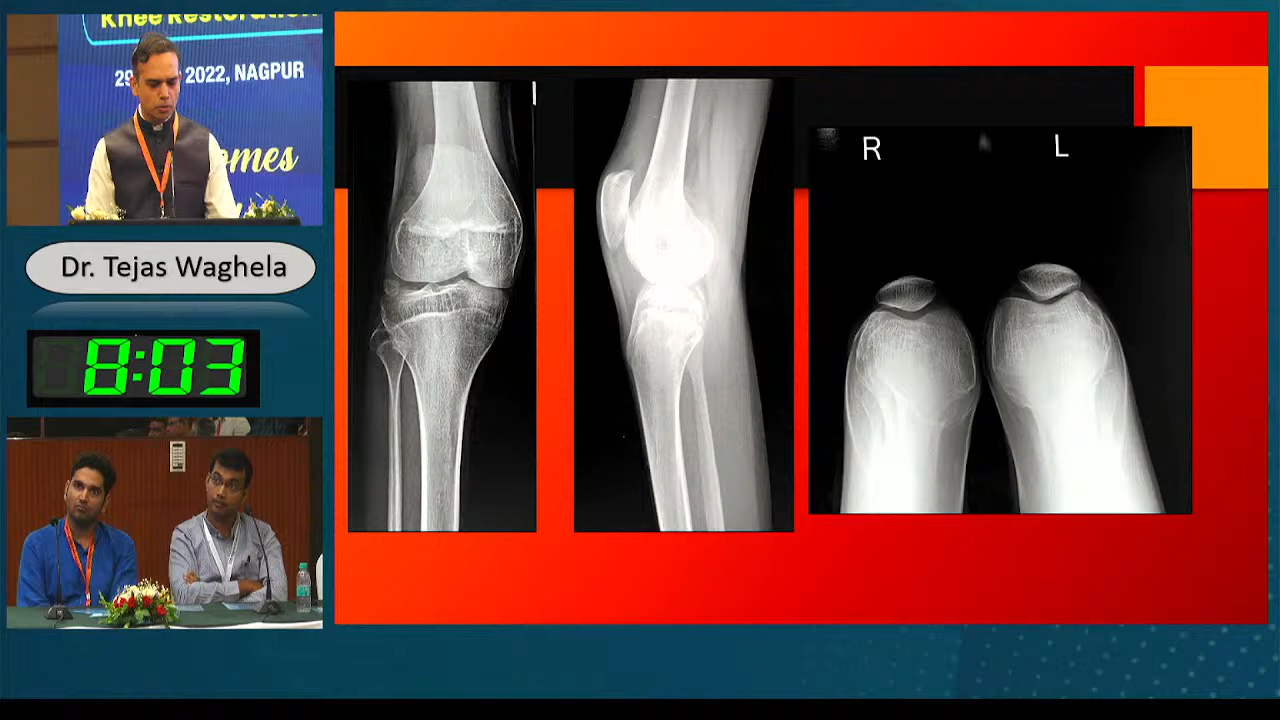 Knee Restoration
2022, NAGPUR
Dr. Tejas Waghela
8:03
R
L